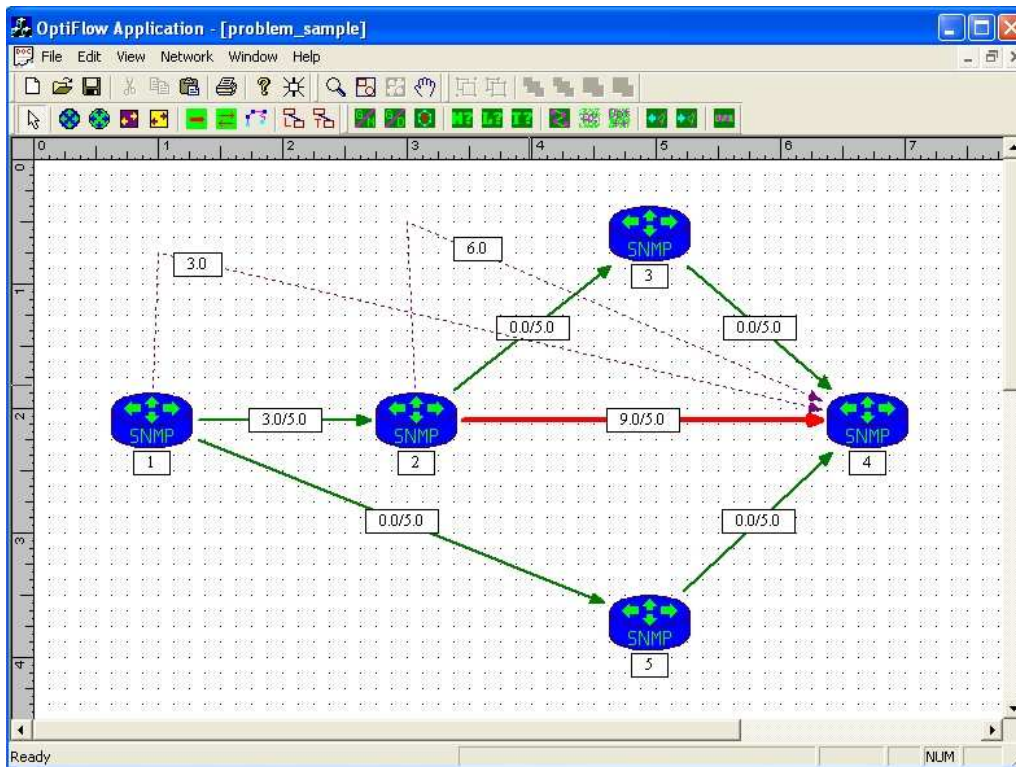 OptiFlow Application - [problem_sample]
File Edit View Network Window Help
0 1 2 3 4 5 6 7
0
1
2
3
4
SNMP
3
6.0
3.0
0.0/5.0
0.0/5.0
SNMP
1
3.0/5.0
SNMP
2
9.0/5.0
SNMP
4
0.0/5.0
0.0/5.0
SNMP
5
Ready
NUM